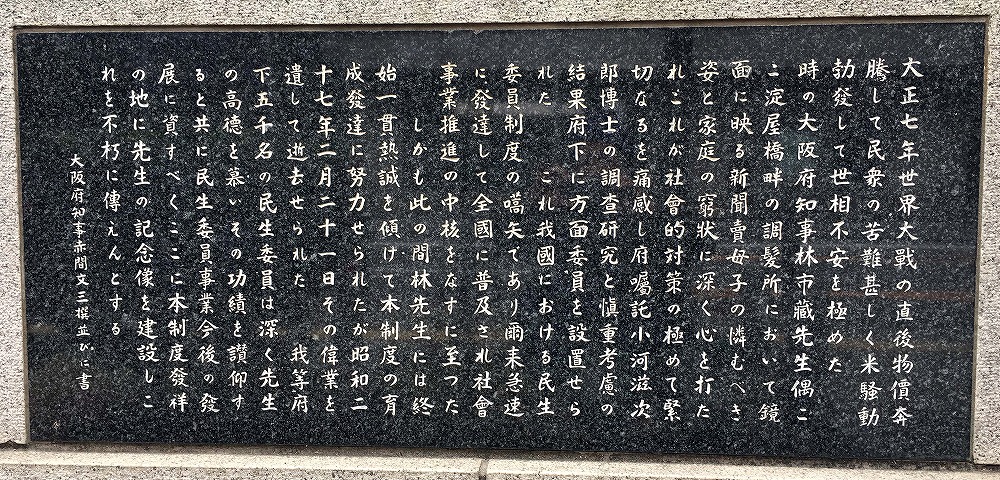 大正七年世界大戰の直後物價奔
騰して民衆の苦難甚しく米騒動
勃発して世相不安を極めた
時の大阪府知事林市藏先生偶こ
こ淀屋橋畔の調髮所において鏡
面に映る新聞賣母子の憐むべき
姿と家庭の窮狀に深く心を打た
れこれが社會的対策の極めて緊
切なるを痛感し府囑託小河滋次
郎博士の調査研究と愼重考慮の
結果府下に方面委員を設置せら
れた　これ我國における民生
委員制度の嚆矢であり爾来急速
に發達して全國に普及され社會
事業推進の中核をなすに至つた
しかも此の間林先生には終
始一貫熱誠を傾けて本制度の育
成發達に努力せられたが昭和二
十七年二月二十一日その偉業を
遺して逝去せられた　我等府
下五千名の民生委員は深く先生
の高德を慕いその功績を讃仰す
ると共に民生委員事業今後の發
展に資すべくここに本制度發祥
の地に先生の記念像を建設しこ
れを不朽に傳えんとする
大阪府知事赤間文三撰並びに書